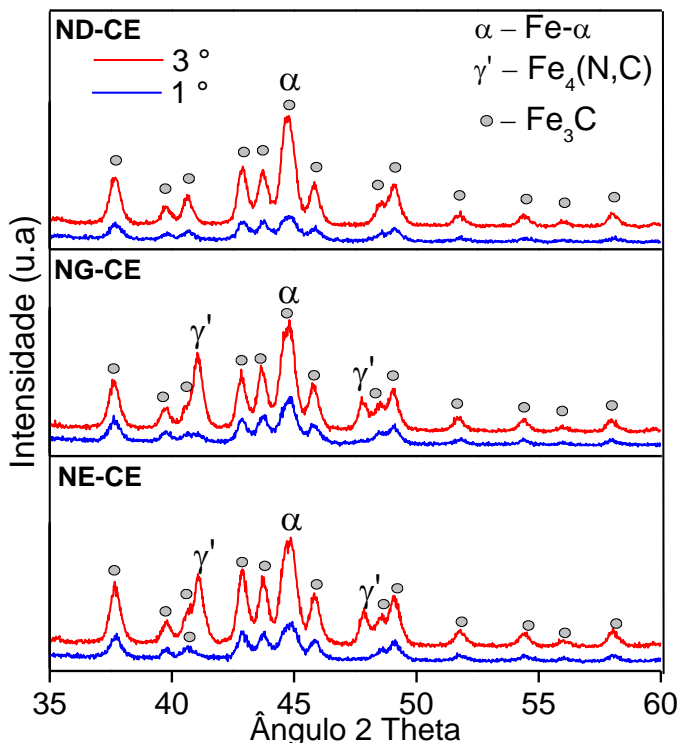 ND-CE
3 °
1 °
α – Fe-α
γ' – Fe₄(N,C)
– Fe₃C
α
NG-CE
α
γ'
γ'
NE-CE
α
γ'
γ'
Intensidade (u.a)
35 40 45 50 55 60
Ângulo 2 Theta